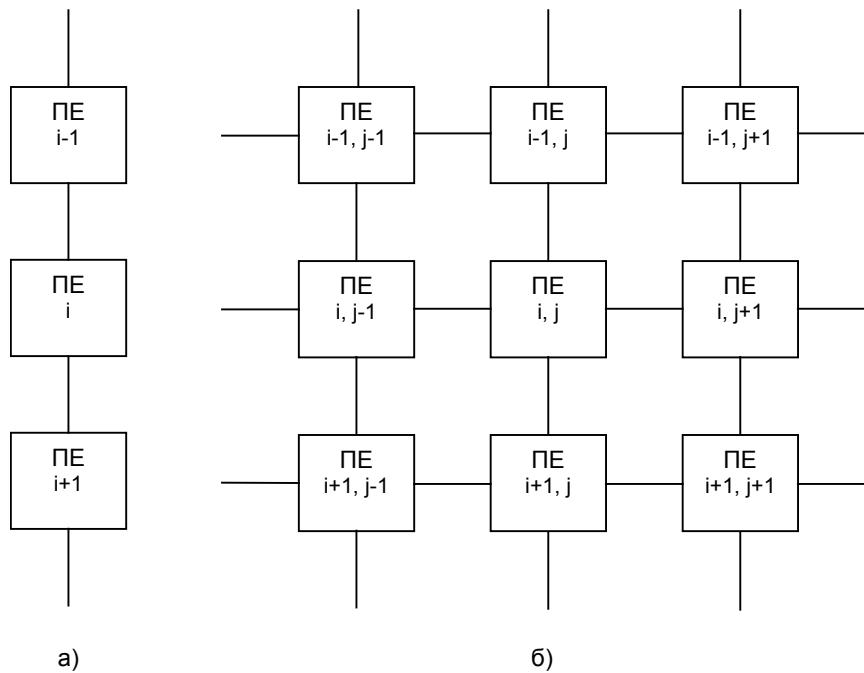 ПЕ
i-1
ПЕ
i-1, j-1
ПЕ
i-1, j
ПЕ
i-1, j+1
ПЕ
i
ПЕ
i, j-1
ПЕ
i, j
ПЕ
i, j+1
ПЕ
i+1
ПЕ
i+1, j-1
ПЕ
i+1, j
ПЕ
i+1, j+1
а)
б)